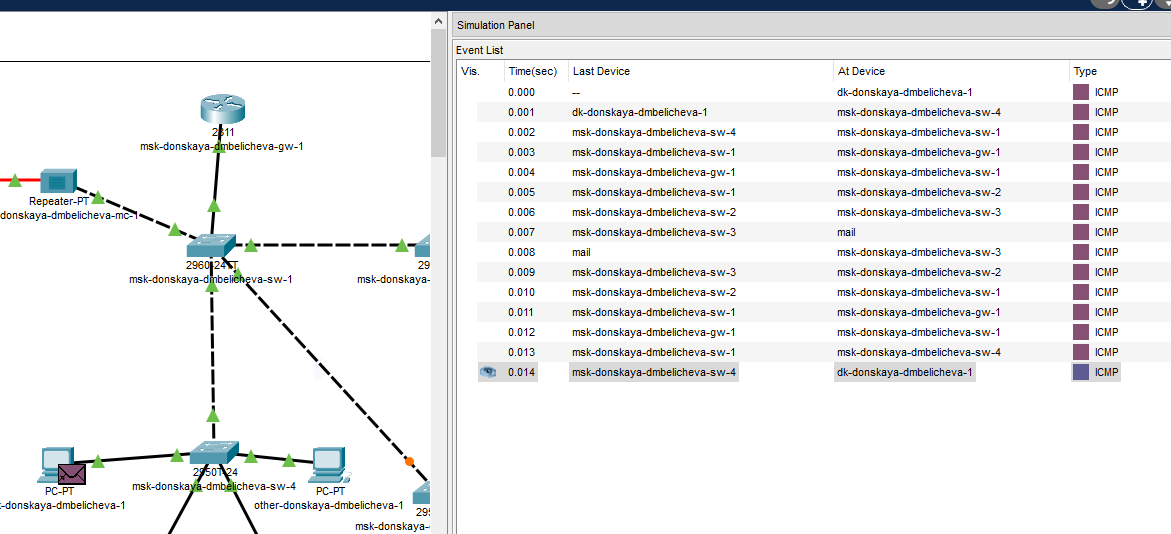 Simulation Panel
Event List
Vis. Time(sec) Last Device At Device Type
0.000 -- dk-donskaya-dmbelicheva-1 ICMP
0.001 dk-donskaya-dmbelicheva-1 msk-donskaya-dmbelicheva-sw-4 ICMP
0.002 msk-donskaya-dmbelicheva-sw-4 msk-donskaya-dmbelicheva-sw-1 ICMP
0.003 msk-donskaya-dmbelicheva-sw-1 msk-donskaya-dmbelicheva-gw-1 ICMP
0.004 msk-donskaya-dmbelicheva-gw-1 msk-donskaya-dmbelicheva-sw-1 ICMP
0.005 msk-donskaya-dmbelicheva-sw-1 msk-donskaya-dmbelicheva-sw-2 ICMP
0.006 msk-donskaya-dmbelicheva-sw-2 msk-donskaya-dmbelicheva-sw-3 ICMP
0.007 msk-donskaya-dmbelicheva-sw-3 mail ICMP
0.008 mail msk-donskaya-dmbelicheva-sw-3 ICMP
0.009 msk-donskaya-dmbelicheva-sw-3 msk-donskaya-dmbelicheva-sw-2 ICMP
0.010 msk-donskaya-dmbelicheva-sw-2 msk-donskaya-dmbelicheva-sw-1 ICMP
0.011 msk-donskaya-dmbelicheva-sw-1 msk-donskaya-dmbelicheva-gw-1 ICMP
0.012 msk-donskaya-dmbelicheva-gw-1 msk-donskaya-dmbelicheva-sw-1 ICMP
0.013 msk-donskaya-dmbelicheva-sw-1 msk-donskaya-dmbelicheva-sw-4 ICMP
0.014 msk-donskaya-dmbelicheva-sw-4 dk-donskaya-dmbelicheva-1 ICMP
2811
msk-donskaya-dmbelicheva-gw-1
Repeater-PT
donskaya-dmbelicheva-mc-1
2960-24TT
msk-donskaya-dmbelicheva-sw-1
29
msk-donskaya-
2950T-24
msk-donskaya-dmbelicheva-sw-4
PC-PT
-donskaya-dmbelicheva-1
PC-PT
other-donskaya-dmbelicheva-1
295
msk-donskaya-